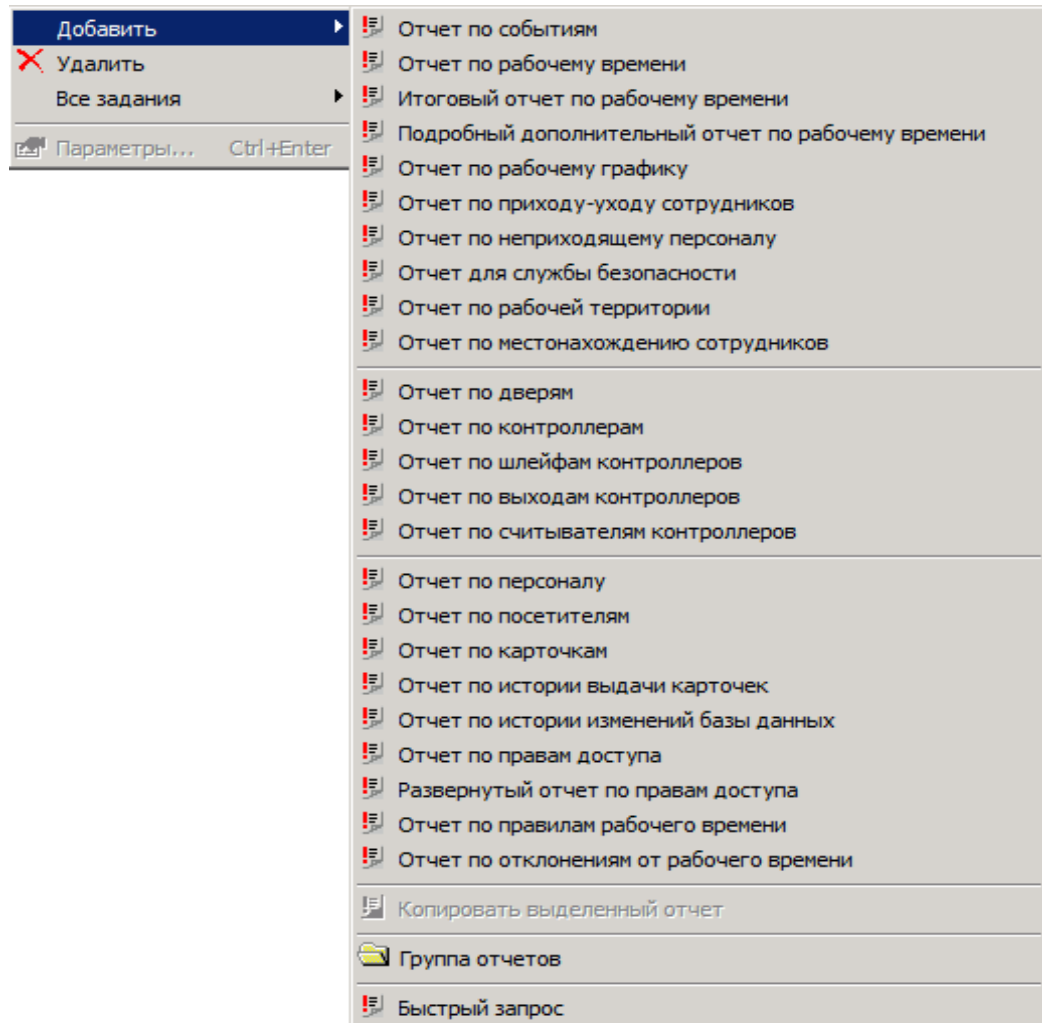 Добавить
Удалить
Все задания
Параметры... Ctrl+Enter
Отчет по событиям
Отчет по рабочему времени
Итоговый отчет по рабочему времени
Подробный дополнительный отчет по рабочему времени
Отчет по рабочему графику
Отчет по приходу-уходу сотрудников
Отчет по неприходящему персоналу
Отчет для службы безопасности
Отчет по рабочей территории
Отчет по местонахождению сотрудников
Отчет по дверям
Отчет по контроллерам
Отчет по шлейфам контроллеров
Отчет по выходам контроллеров
Отчет по считывателям контроллеров
Отчет по персоналу
Отчет по посетителям
Отчет по карточкам
Отчет по истории выдачи карточек
Отчет по истории изменений базы данных
Отчет по правам доступа
Развернутый отчет по правам доступа
Отчет по правилам рабочего времени
Отчет по отклонениям от рабочего времени
Копировать выделенный отчет
Группа отчетов
Быстрый запрос